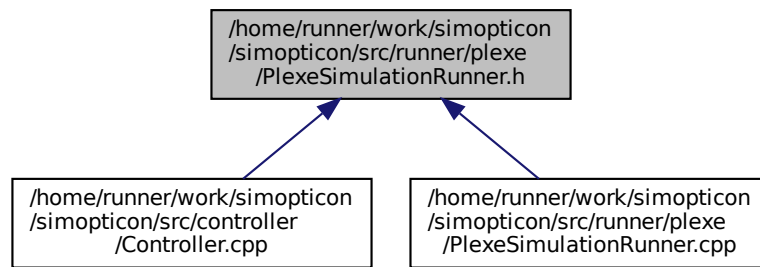 /home/runner/work/simopticon
/simopticon/src/runner/plexe
/PlexeSimulationRunner.h
/home/runner/work/simopticon
/simopticon/src/controller
/Controller.cpp
/home/runner/work/simopticon
/simopticon/src/runner/plexe
/PlexeSimulationRunner.cpp